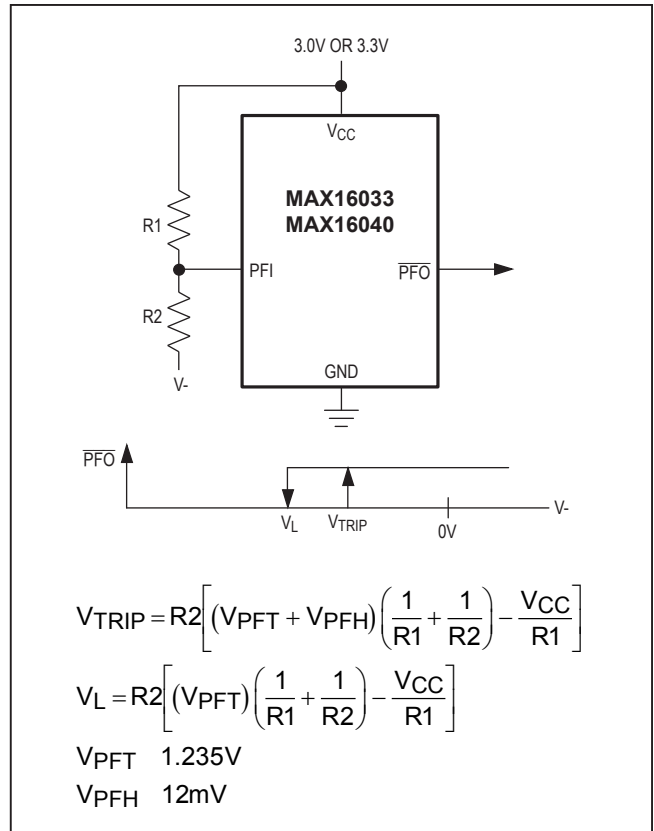 3.0V OR 3.3V
VCC
MAX16033
MAX16040
R1
PFI
PFO
R2
V-
GND
PFO
VL
VTRIP
0V
V-
VTRIP = R2[(VPFT + VPFH)(1/R1 + 1/R2) − VCC/R1]
VL = R2[(VPFT)(1/R1 + 1/R2) − VCC/R1]
VPFT 1.235V
VPFH 12mV